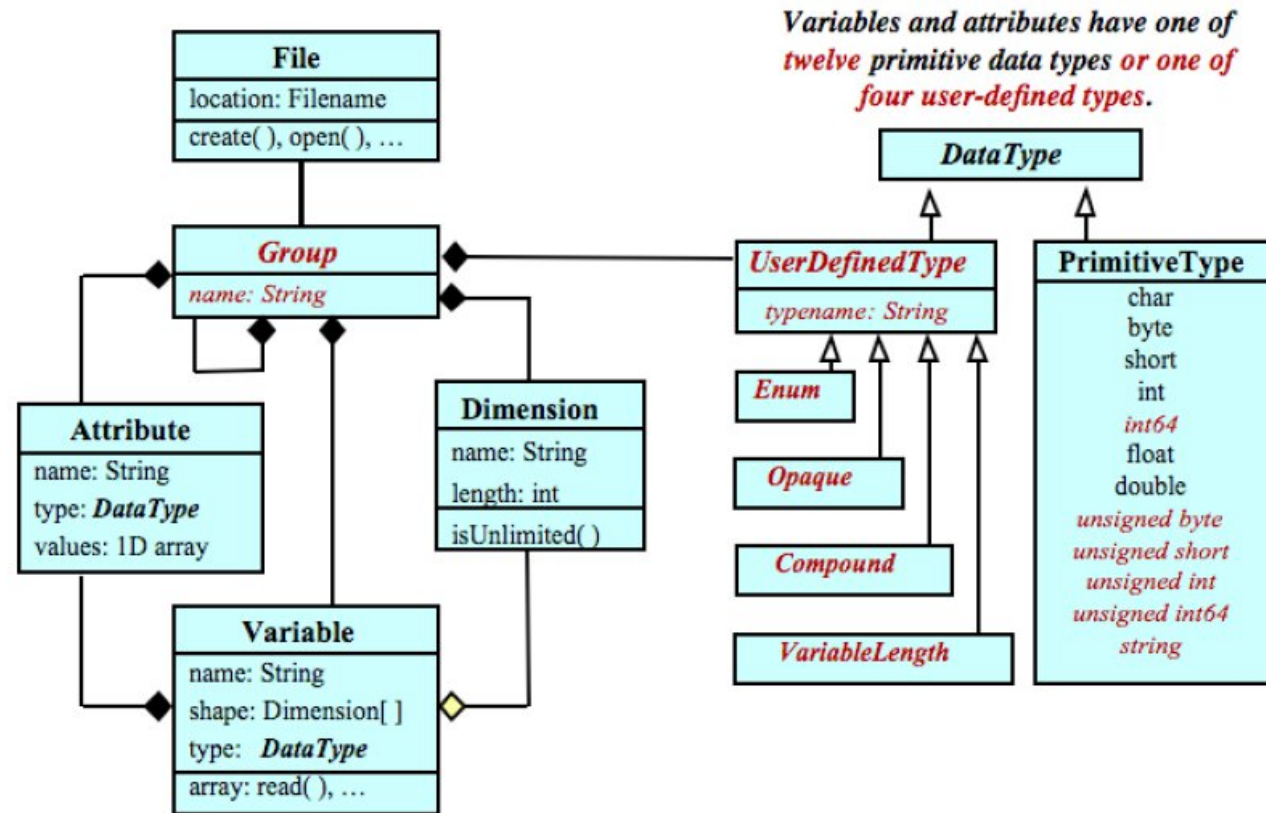 Variables and attributes have one of
twelve primitive data types or one of
four user-defined types.
File
location: Filename
create( ), open( ), …
Group
name: String
Attribute
name: String
type: DataType
values: 1D array
Dimension
name: String
length: int
isUnlimited( )
Variable
name: String
shape: Dimension[ ]
type: DataType
array: read( ), …
DataType
UserDefinedType
typename: String
Enum
Opaque
Compound
VariableLength
PrimitiveType
char
byte
short
int
int64
float
double
unsigned byte
unsigned short
unsigned int
unsigned int64
string